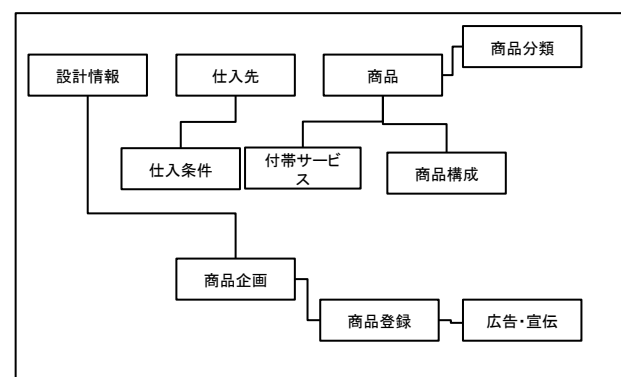 商品分類
設計情報
仕入先
商品
仕入条件
付帯サービ
ス
商品構成
商品企画
商品登録
広告・宣伝